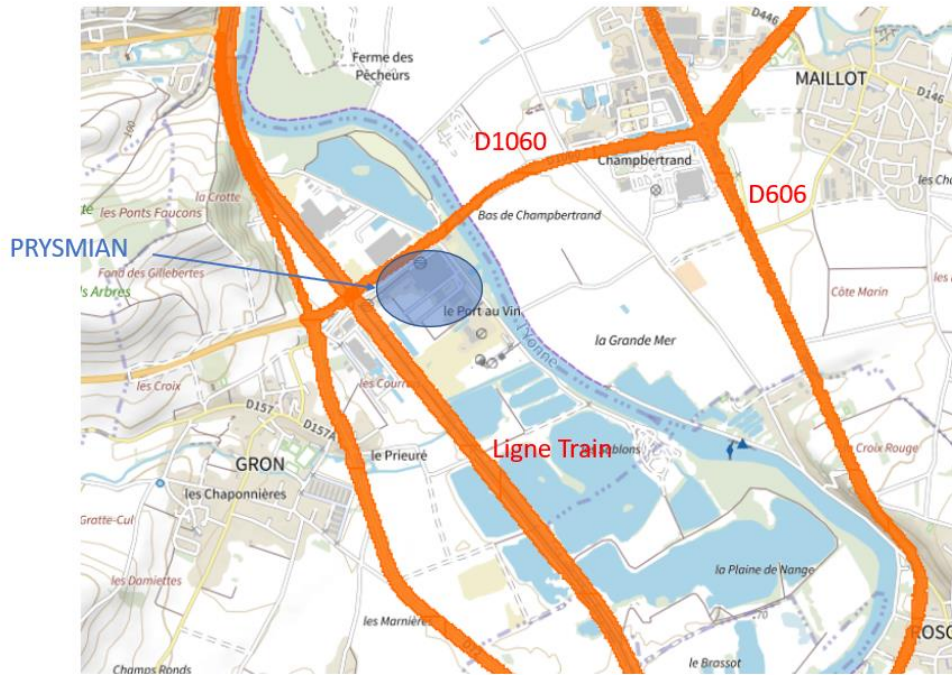 D446
Ferme des
Pêcheurs
MAILLOT
D146
D1060
Champbertrand
la Crotte
les Ponts Faucons
D606
Bas de Champbertrand
PRYSMIAN
Fond des Gillebertes
Arbres
Côte Marin
le Port au Vin
l'Yonne
la Grande Mer
les Croix
D157
D157A
Ligne Train
la Croix Rouge
le Prieuré
GRON
les Chaponnières
Gratte-Cul
les Damiettes
la Plaine de Nange
70
les Marnières
ROSO
le Brassot
Champs Ronds